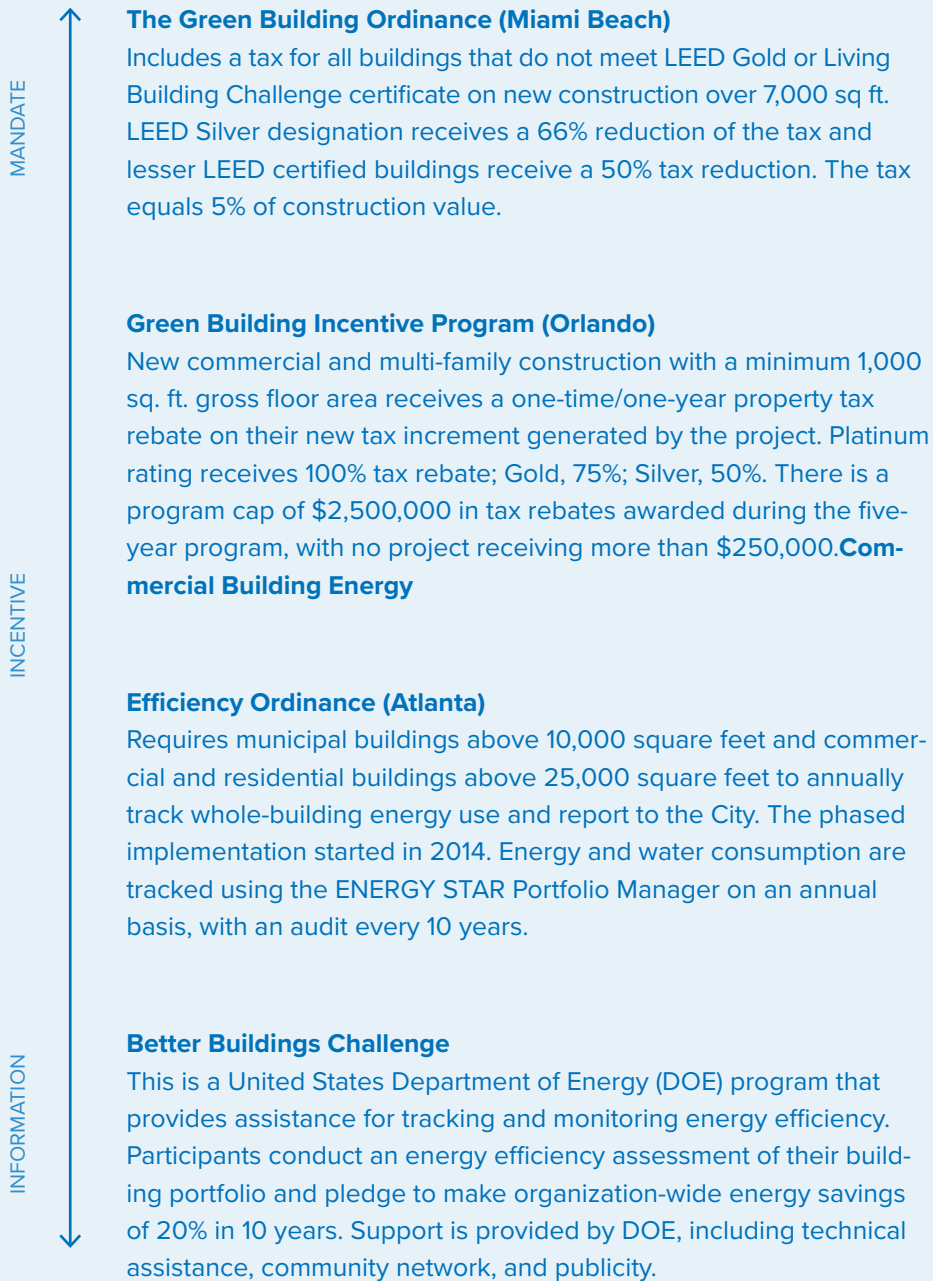 MANDATE
INCENTIVE
INFORMATION
The Green Building Ordinance (Miami Beach)
Includes a tax for all buildings that do not meet LEED Gold or Living
Building Challenge certificate on new construction over 7,000 sq ft.
LEED Silver designation receives a 66% reduction of the tax and
lesser LEED certified buildings receive a 50% tax reduction. The tax
equals 5% of construction value.
Green Building Incentive Program (Orlando)
New commercial and multi-family construction with a minimum 1,000
sq. ft. gross floor area receives a one-time/one-year property tax
rebate on their new tax increment generated by the project. Platinum
rating receives 100% tax rebate; Gold, 75%; Silver, 50%. There is a
program cap of $2,500,000 in tax rebates awarded during the five-
year program, with no project receiving more than $250,000.Com-
mercial Building Energy
Efficiency Ordinance (Atlanta)
Requires municipal buildings above 10,000 square feet and commer-
cial and residential buildings above 25,000 square feet to annually
track whole-building energy use and report to the City. The phased
implementation started in 2014. Energy and water consumption are
tracked using the ENERGY STAR Portfolio Manager on an annual
basis, with an audit every 10 years.
Better Buildings Challenge
This is a United States Department of Energy (DOE) program that
provides assistance for tracking and monitoring energy efficiency.
Participants conduct an energy efficiency assessment of their build-
ing portfolio and pledge to make organization-wide energy savings
of 20% in 10 years. Support is provided by DOE, including technical
assistance, community network, and publicity.